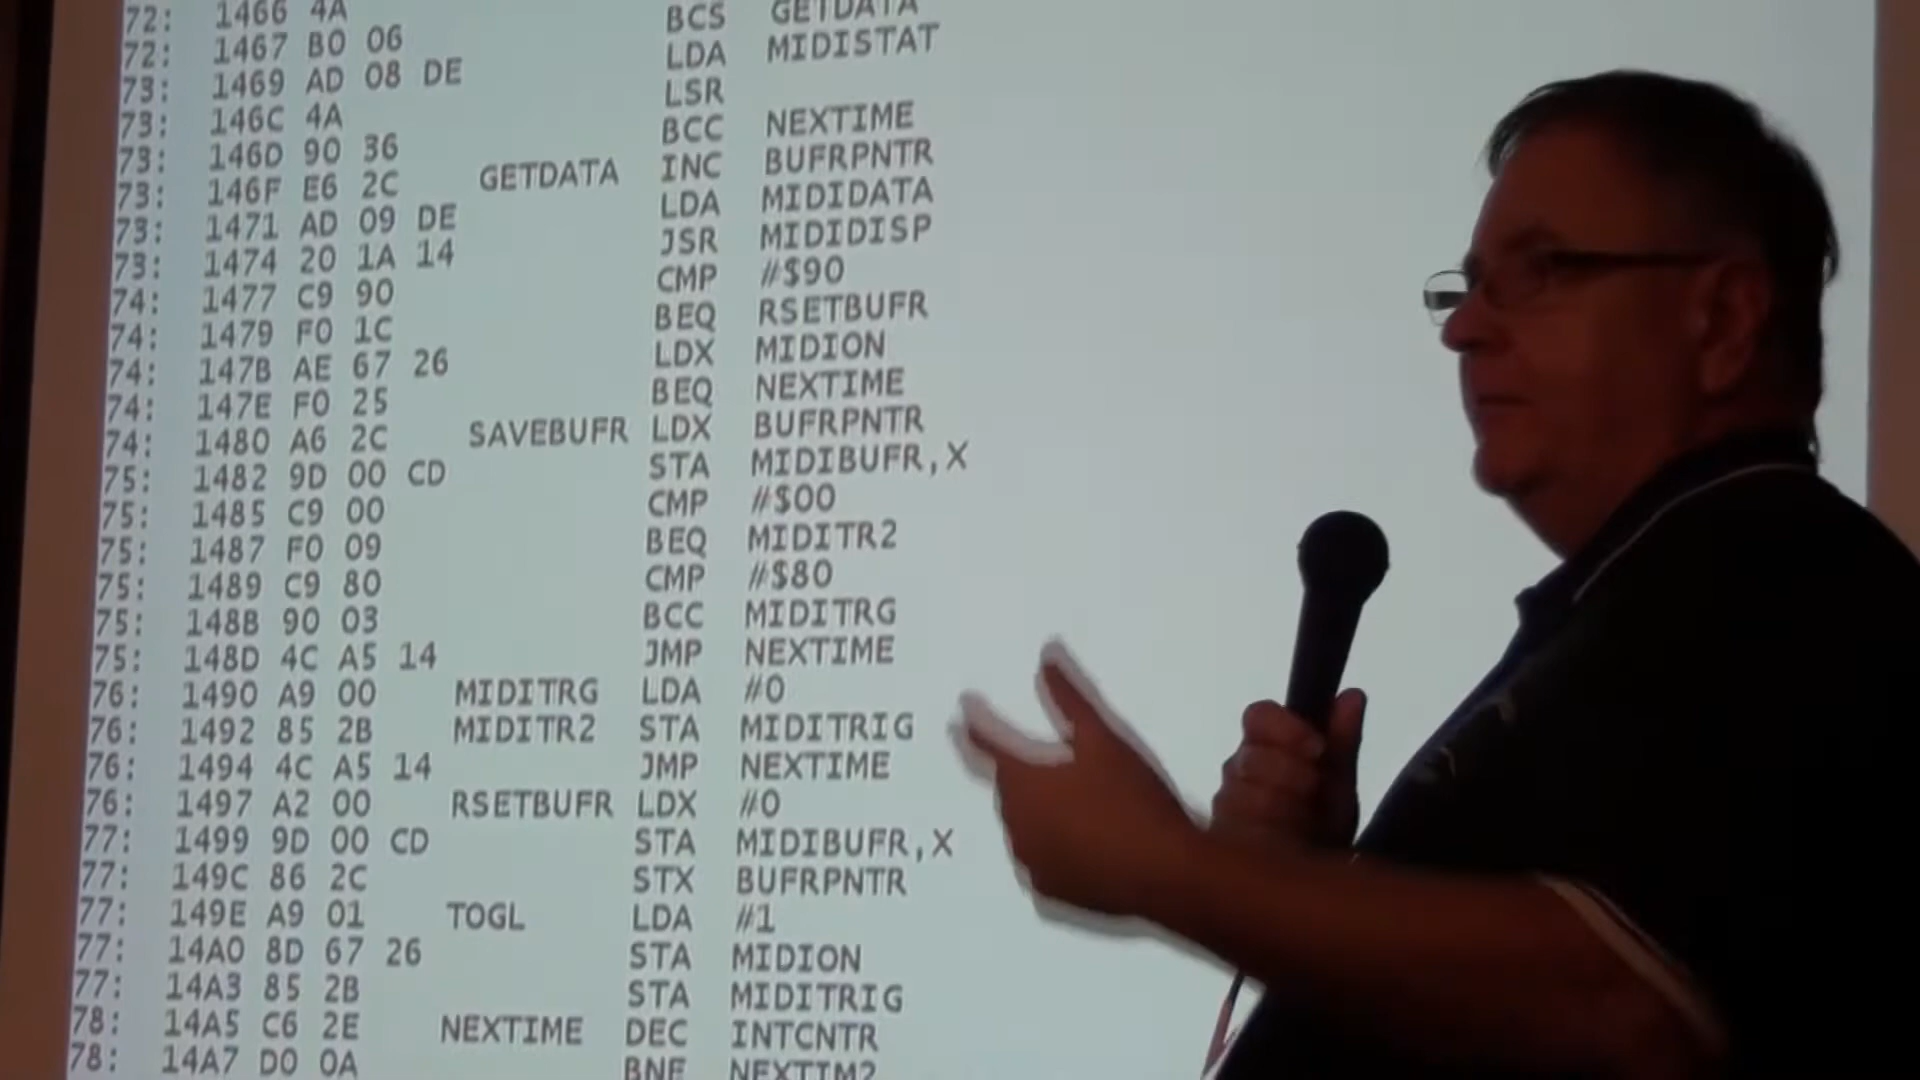 72: 1466 4A
72: 1467 B0 06 BCS GETDATA
73: 1469 AD 08 DE LDA MIDISTAT
73: 146C 4A LSR
73: 146D 90 36 BCC NEXTIME
73: 146F E6 2C GETDATA INC BUFRPNTR
73: 1471 AD 09 DE LDA MIDIDATA
73: 1474 20 1A 14 JSR MIDIDISP
74: 1477 C9 90 CMP #$90
74: 1479 F0 1C BEQ RSETBUFR
74: 147B AE 67 26 LDX MIDION
74: 147E F0 25 BEQ NEXTIME
74: 1480 A6 2C SAVEBUFR LDX BUFRPNTR
75: 1482 9D 00 CD STA MIDIBUFR,X
75: 1485 C9 00 CMP #$00
75: 1487 F0 09 BEQ MIDITR2
75: 1489 C9 80 CMP #$80
75: 148B 90 03 BCC MIDITRG
75: 148D 4C A5 14 JMP NEXTIME
76: 1490 A9 00 MIDITRG LDA #0
76: 1492 85 2B MIDITR2 STA MIDITRIG
76: 1494 4C A5 14 JMP NEXTIME
76: 1497 A2 00 RSETBUFR LDX #0
77: 1499 9D 00 CD STA MIDIBUFR,X
77: 149C 86 2C STX BUFRPNTR
77: 149E A9 01 TOGL LDA #1
77: 14A0 8D 67 26 STA MIDION
77: 14A3 85 2B STA MIDITRIG
78: 14A5 C6 2E NEXTIME DEC INTCNTR
78: 14A7 D0 0A BNE NEXTIM2